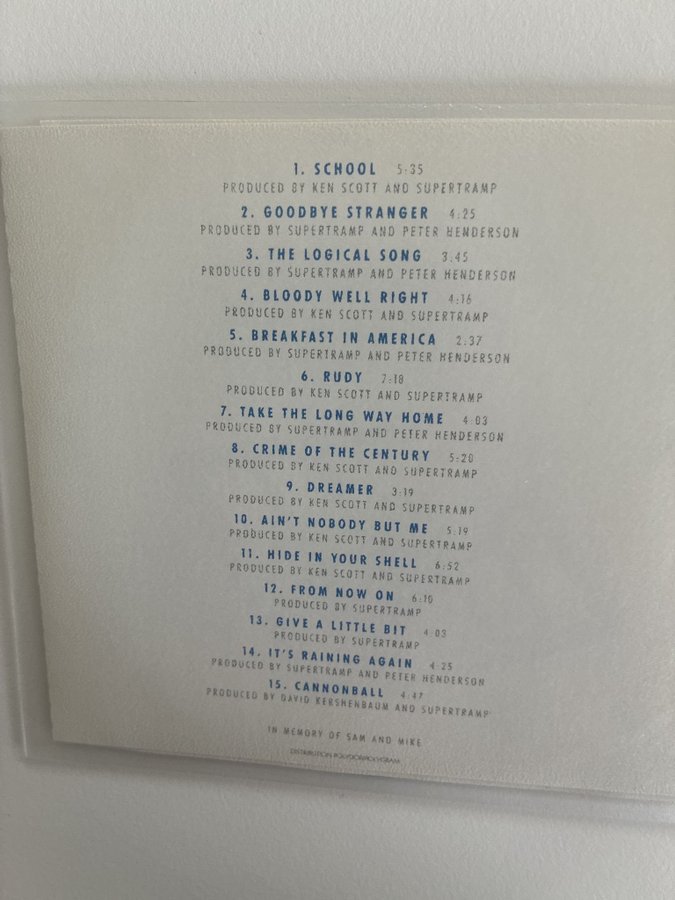 1. SCHOOL 5:35
PRODUCED BY KEN SCOTT AND SUPERTRAMP
2. GOODBYE STRANGER 4:25
PRODUCED BY SUPERTRAMP AND PETER HENDERSON
3. THE LOGICAL SONG 3.45
PRODUCED BY SUPERTRAMP AND PETER HENDERSON
4. BLOODY WELL RIGHT 4:16
PRODUCED BY KEN SCOTT AND SUPERTRAMP
5. BREAKFAST IN AMERICA 2:37
PRODUCED BY SUPERTRAMP AND PETER HENDERSON
6. RUDY 7:18
PRODUCED BY KEN SCOTT AND SUPERTRAMP
7. TAKE THE LONG WAY HOME 4:03
PRODUCED BY SUPERTRAMP AND PETER HENDERSON
8. CRIME OF THE CENTURY 5:20
PRODUCED BY KEN SCOTT AND SUPERTRAMP
9. DREAMER 3:19
PRODUCED BY KEN SCOTT AND SUPERTRAMP
10. AIN'T NOBODY BUT ME 5:19
PRODUCED BY KEN SCOTT AND SUPERTRAMP
11. HIDE IN YOUR SHELL 6:52
PRODUCED BY KEN SCOTT AND SUPERTRAMP
12. FROM NOW ON 6:10
PRODUCED BY SUPERTRAMP
13. GIVE A LITTLE BIT 4:03
PRODUCED BY SUPERTRAMP
14. IT'S RAINING AGAIN 4:25
PRODUCED BY SUPERTRAMP AND PETER HENDERSON
15. CANNONBALL 4:47
PRODUCED BY DAVID KERSHENBAUM AND SUPERTRAMP
IN MEMORY OF SAM AND MIKE
DISTRIBUTION POLYDOR/POLYGRAM